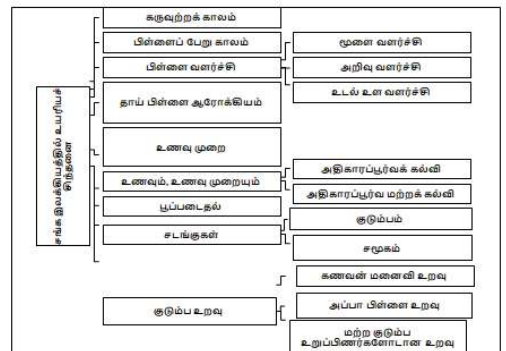 சங்க இலக்கியத்தில் உயரியச்
சிந்தனை
கருவுற்றக் காலம்
பிள்ளைப் பேறு காலம்
பிள்ளை வளர்ச்சி
மூளை வளர்ச்சி
அறிவு வளர்ச்சி
உடல் உள வளர்ச்சி
தாய் பிள்ளை ஆரோக்கியம்
உணவு முறை
உணவும், உணவு முறையும்
அதிகாரப்பூர்வக் கல்வி
அதிகாரப்பூர்வ மற்றக் கல்வி
பூப்படைதல்
சடங்குகள்
குடும்பம்
சமூகம்
குடும்ப உறவு
கணவன் மனைவி உறவு
அப்பா பிள்ளை உறவு
மற்ற குடும்ப
உறுப்பிணர்களோடான உறவு